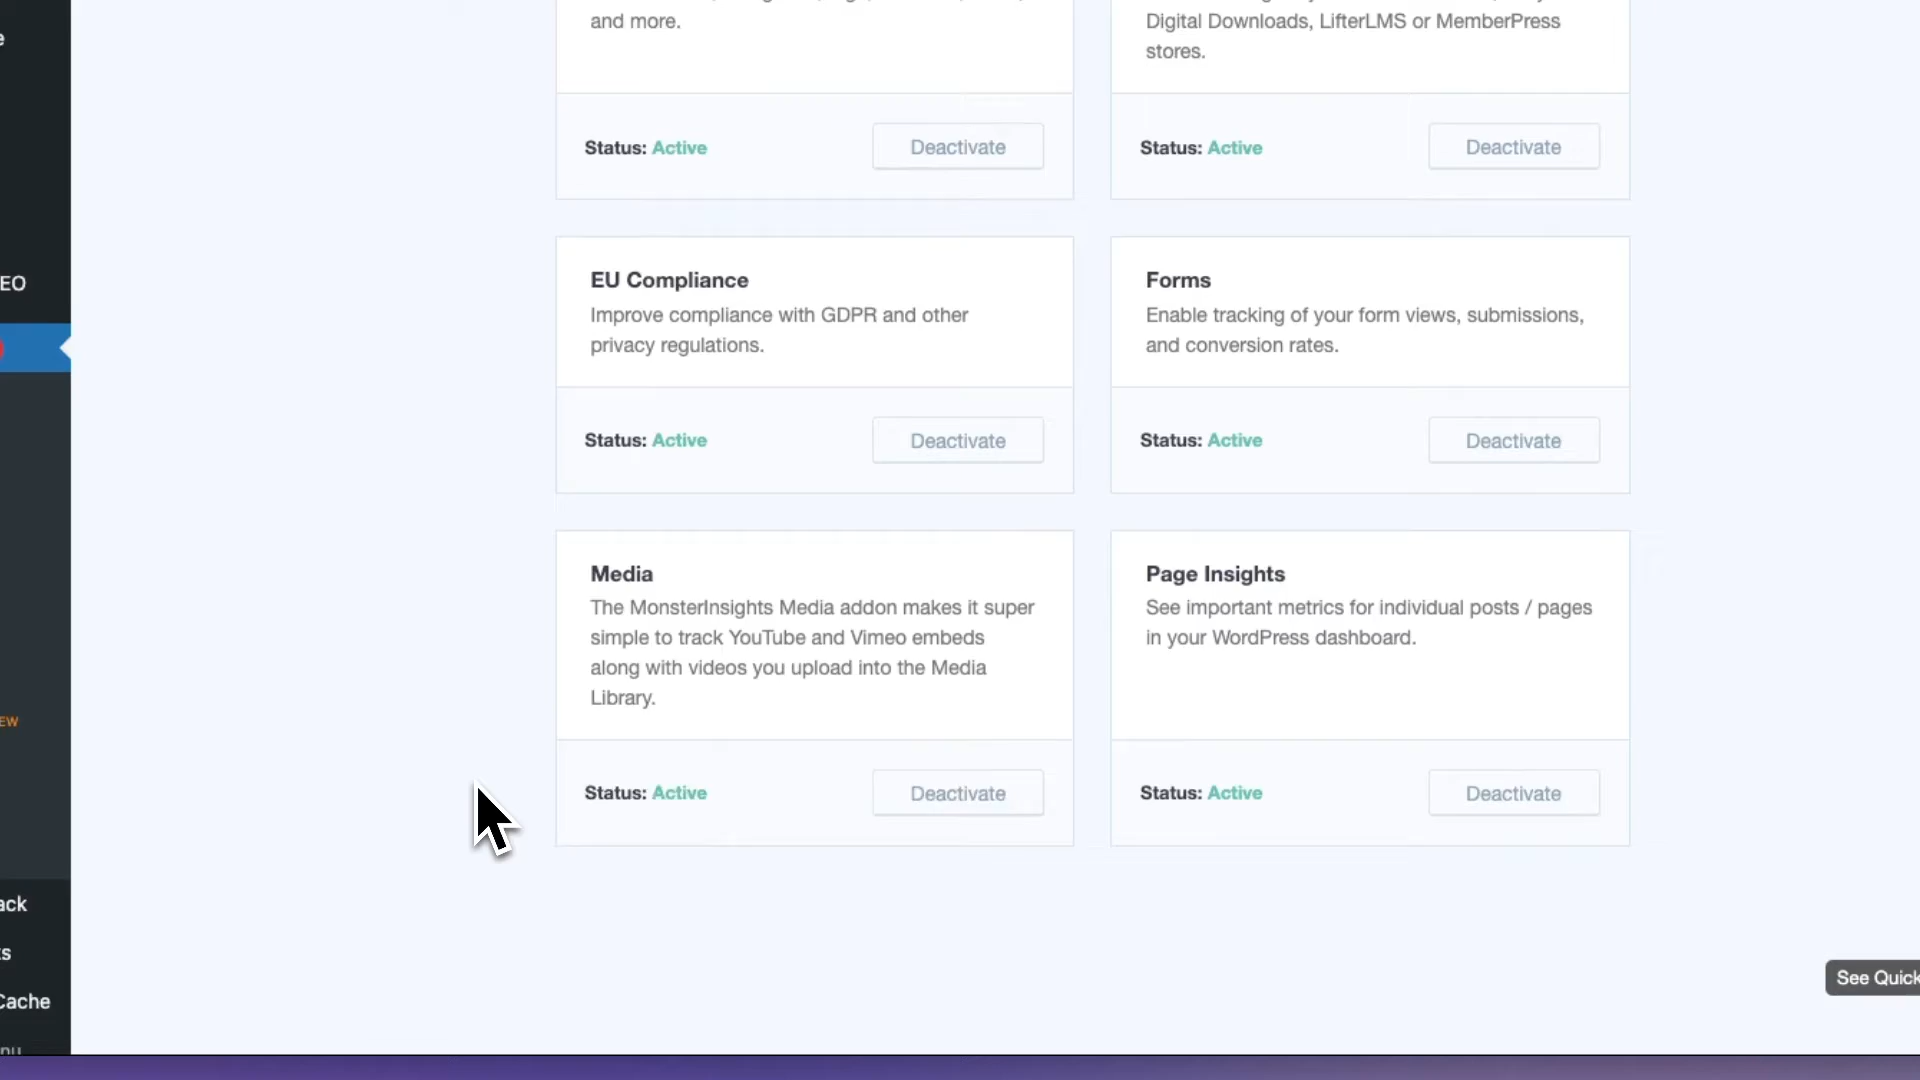 and more.
Digital Downloads, LifterLMS or MemberPress
stores.
Status: Active
Deactivate
Status: Active
Deactivate
EO
EU Compliance
Improve compliance with GDPR and other
privacy regulations.
Forms
Enable tracking of your form views, submissions,
and conversion rates.
Status: Active
Deactivate
Status: Active
Deactivate
Media
The MonsterInsights Media addon makes it super
simple to track YouTube and Vimeo embeds
along with videos you upload into the Media
Library.
Page Insights
See important metrics for individual posts / pages
in your WordPress dashboard.
EW
Status: Active
Deactivate
Status: Active
Deactivate
ack
s
Cache
See Quick